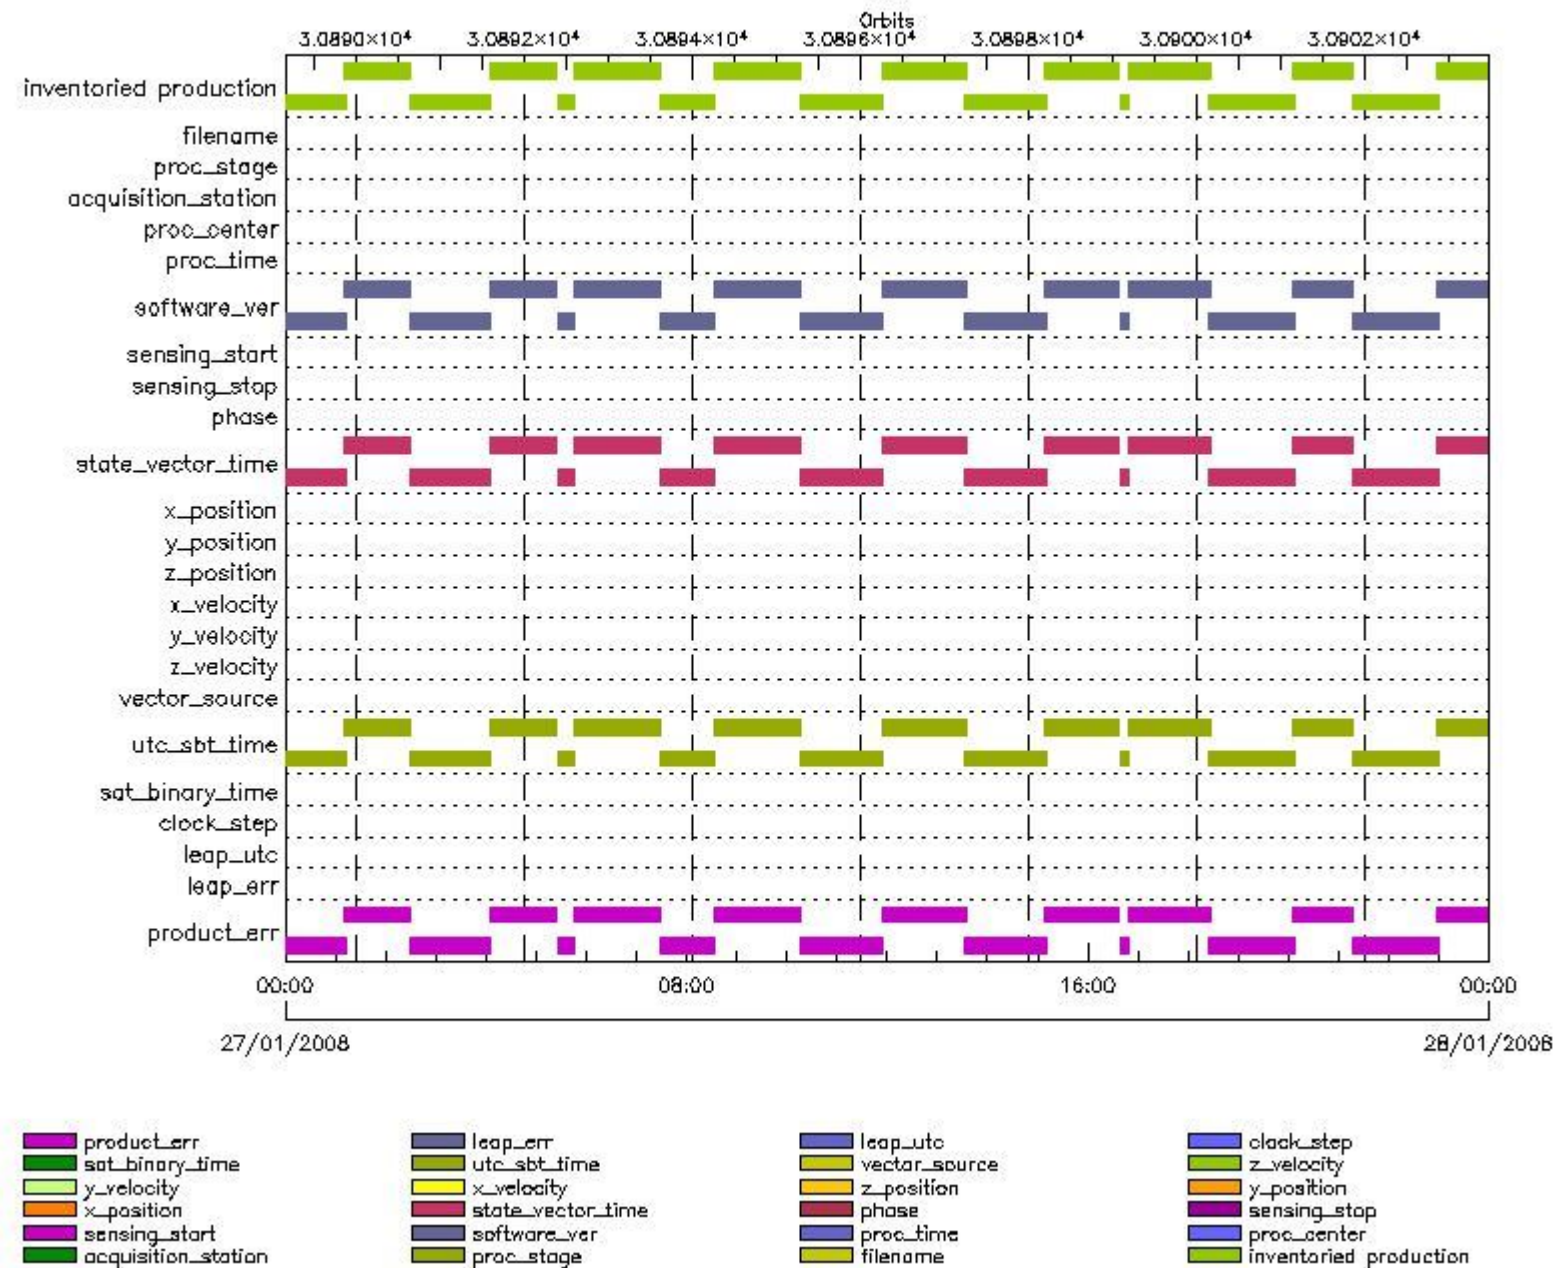 Orbits
3.0890×10⁴ 3.0892×10⁴ 3.0894×10⁴ 3.0896×10⁴ 3.0898×10⁴ 3.0900×10⁴ 3.0902×10⁴
inventoried production
filename
proc_stage
acquisition_station
proc_center
proc_time
software_ver
sensing_start
sensing_stop
phase
state_vector_time
x_position
y_position
z_position
x_velocity
y_velocity
z_velocity
vector_source
utc_sbt_time
sat_binary_time
clock_step
leap_utc
leap_err
product_err
00:00 08:00 16:00 00:00
27/01/2008 28/01/2008
product_err leap_err leap_utc clock_step
sat_binary_time utc_sbt_time vector_source z_velocity
y_velocity x_velocity z_position y_position
x_position state_vector_time phase sensing_stop
sensing_start software_ver proc_time proc_center
acquisition_station proc_stage filename inventoried production